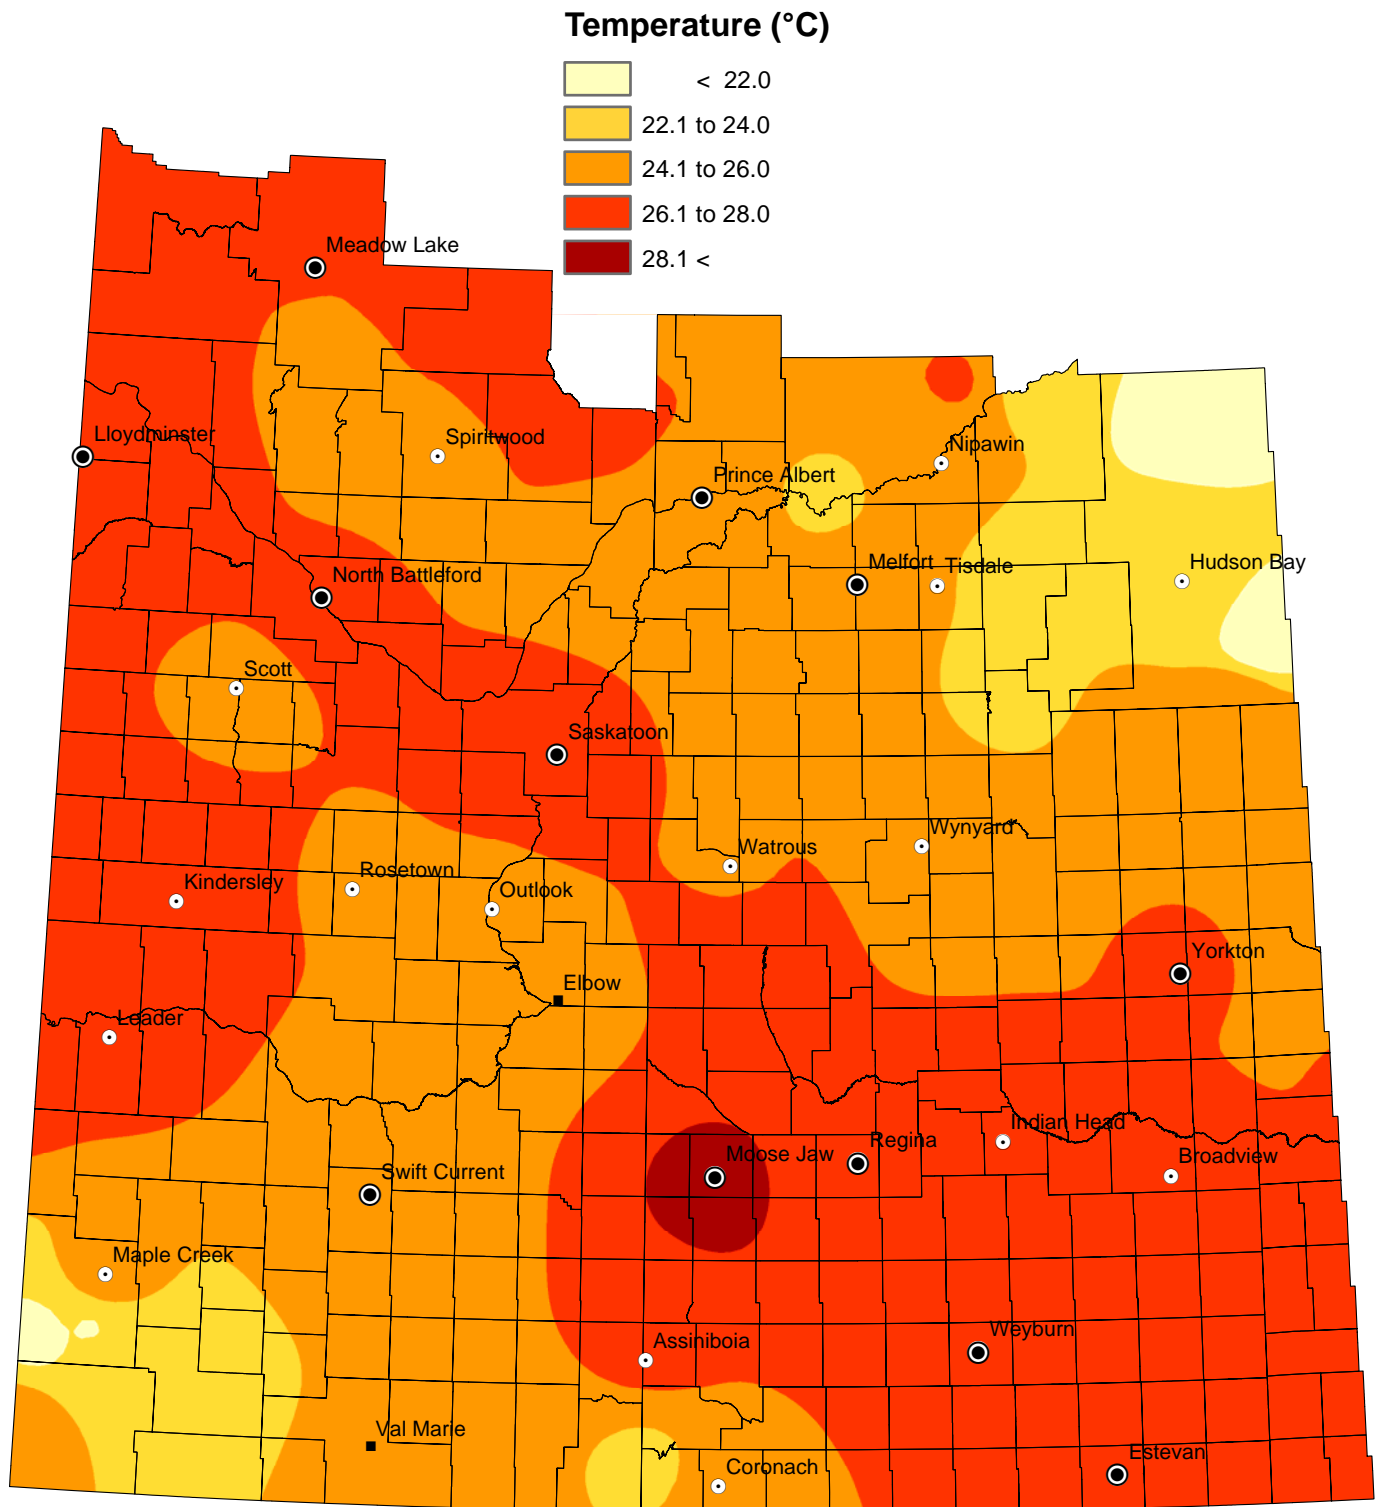 Temperature (°C)
< 22.0
22.1 to 24.0
24.1 to 26.0
26.1 to 28.0
28.1 <
Meadow Lake
Lloydminster
Spiritwood
Nipawin
Prince Albert
Hudson Bay
Melfort
Tisdale
North Battleford
Scott
Saskatoon
Wynyard
Watrous
Rosetown
Kindersley
Outlook
Yorkton
Elbow
Leader
Indian Head
Regina
Moose Jaw
Broadview
Swift Current
Maple Creek
Weyburn
Assiniboia
Val Marie
Estevan
Coronach